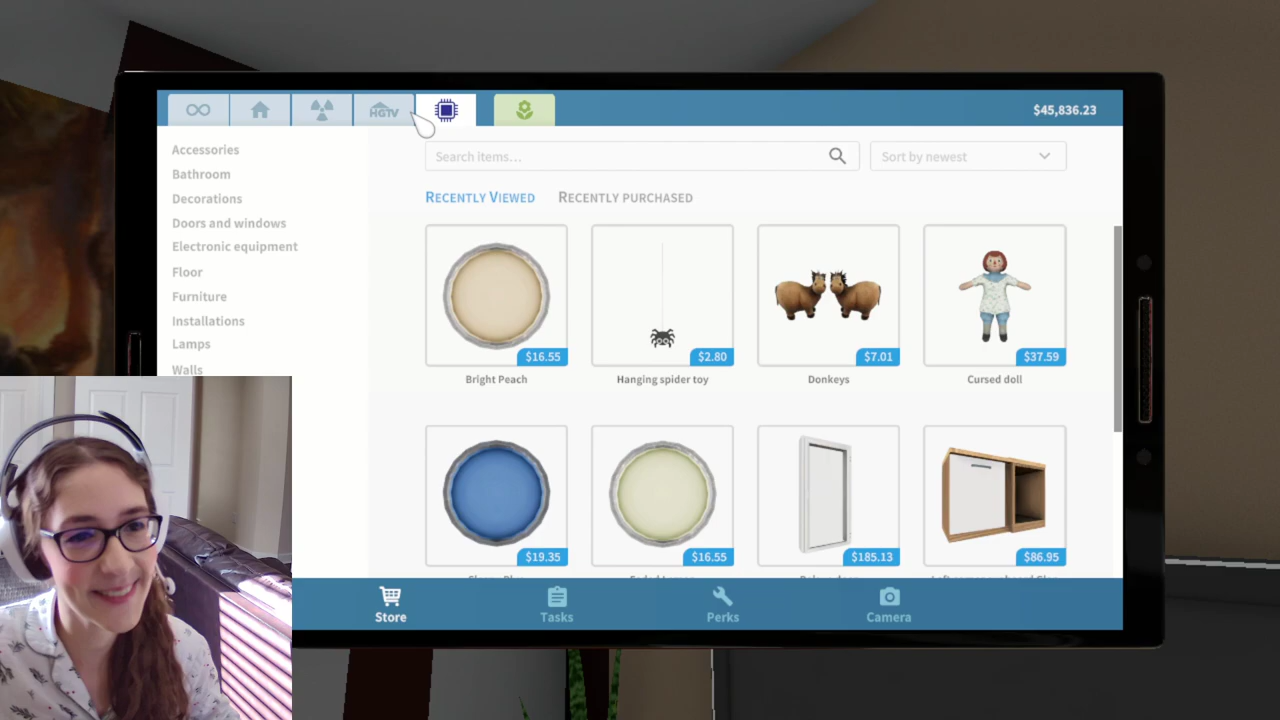 HGTV
$45,836.23
Search items...
Sort by newest
Accessories
Bathroom
Decorations
Doors and windows
Electronic equipment
Floor
Furniture
Installations
Lamps
Walls
RECENTLY VIEWED
RECENTLY PURCHASED
$16.55
$2.80
$7.01
$37.59
Bright Peach
Hanging spider toy
Donkeys
Cursed doll
$19.35
$16.55
$185.13
$86.95
Store
Tasks
Perks
Camera